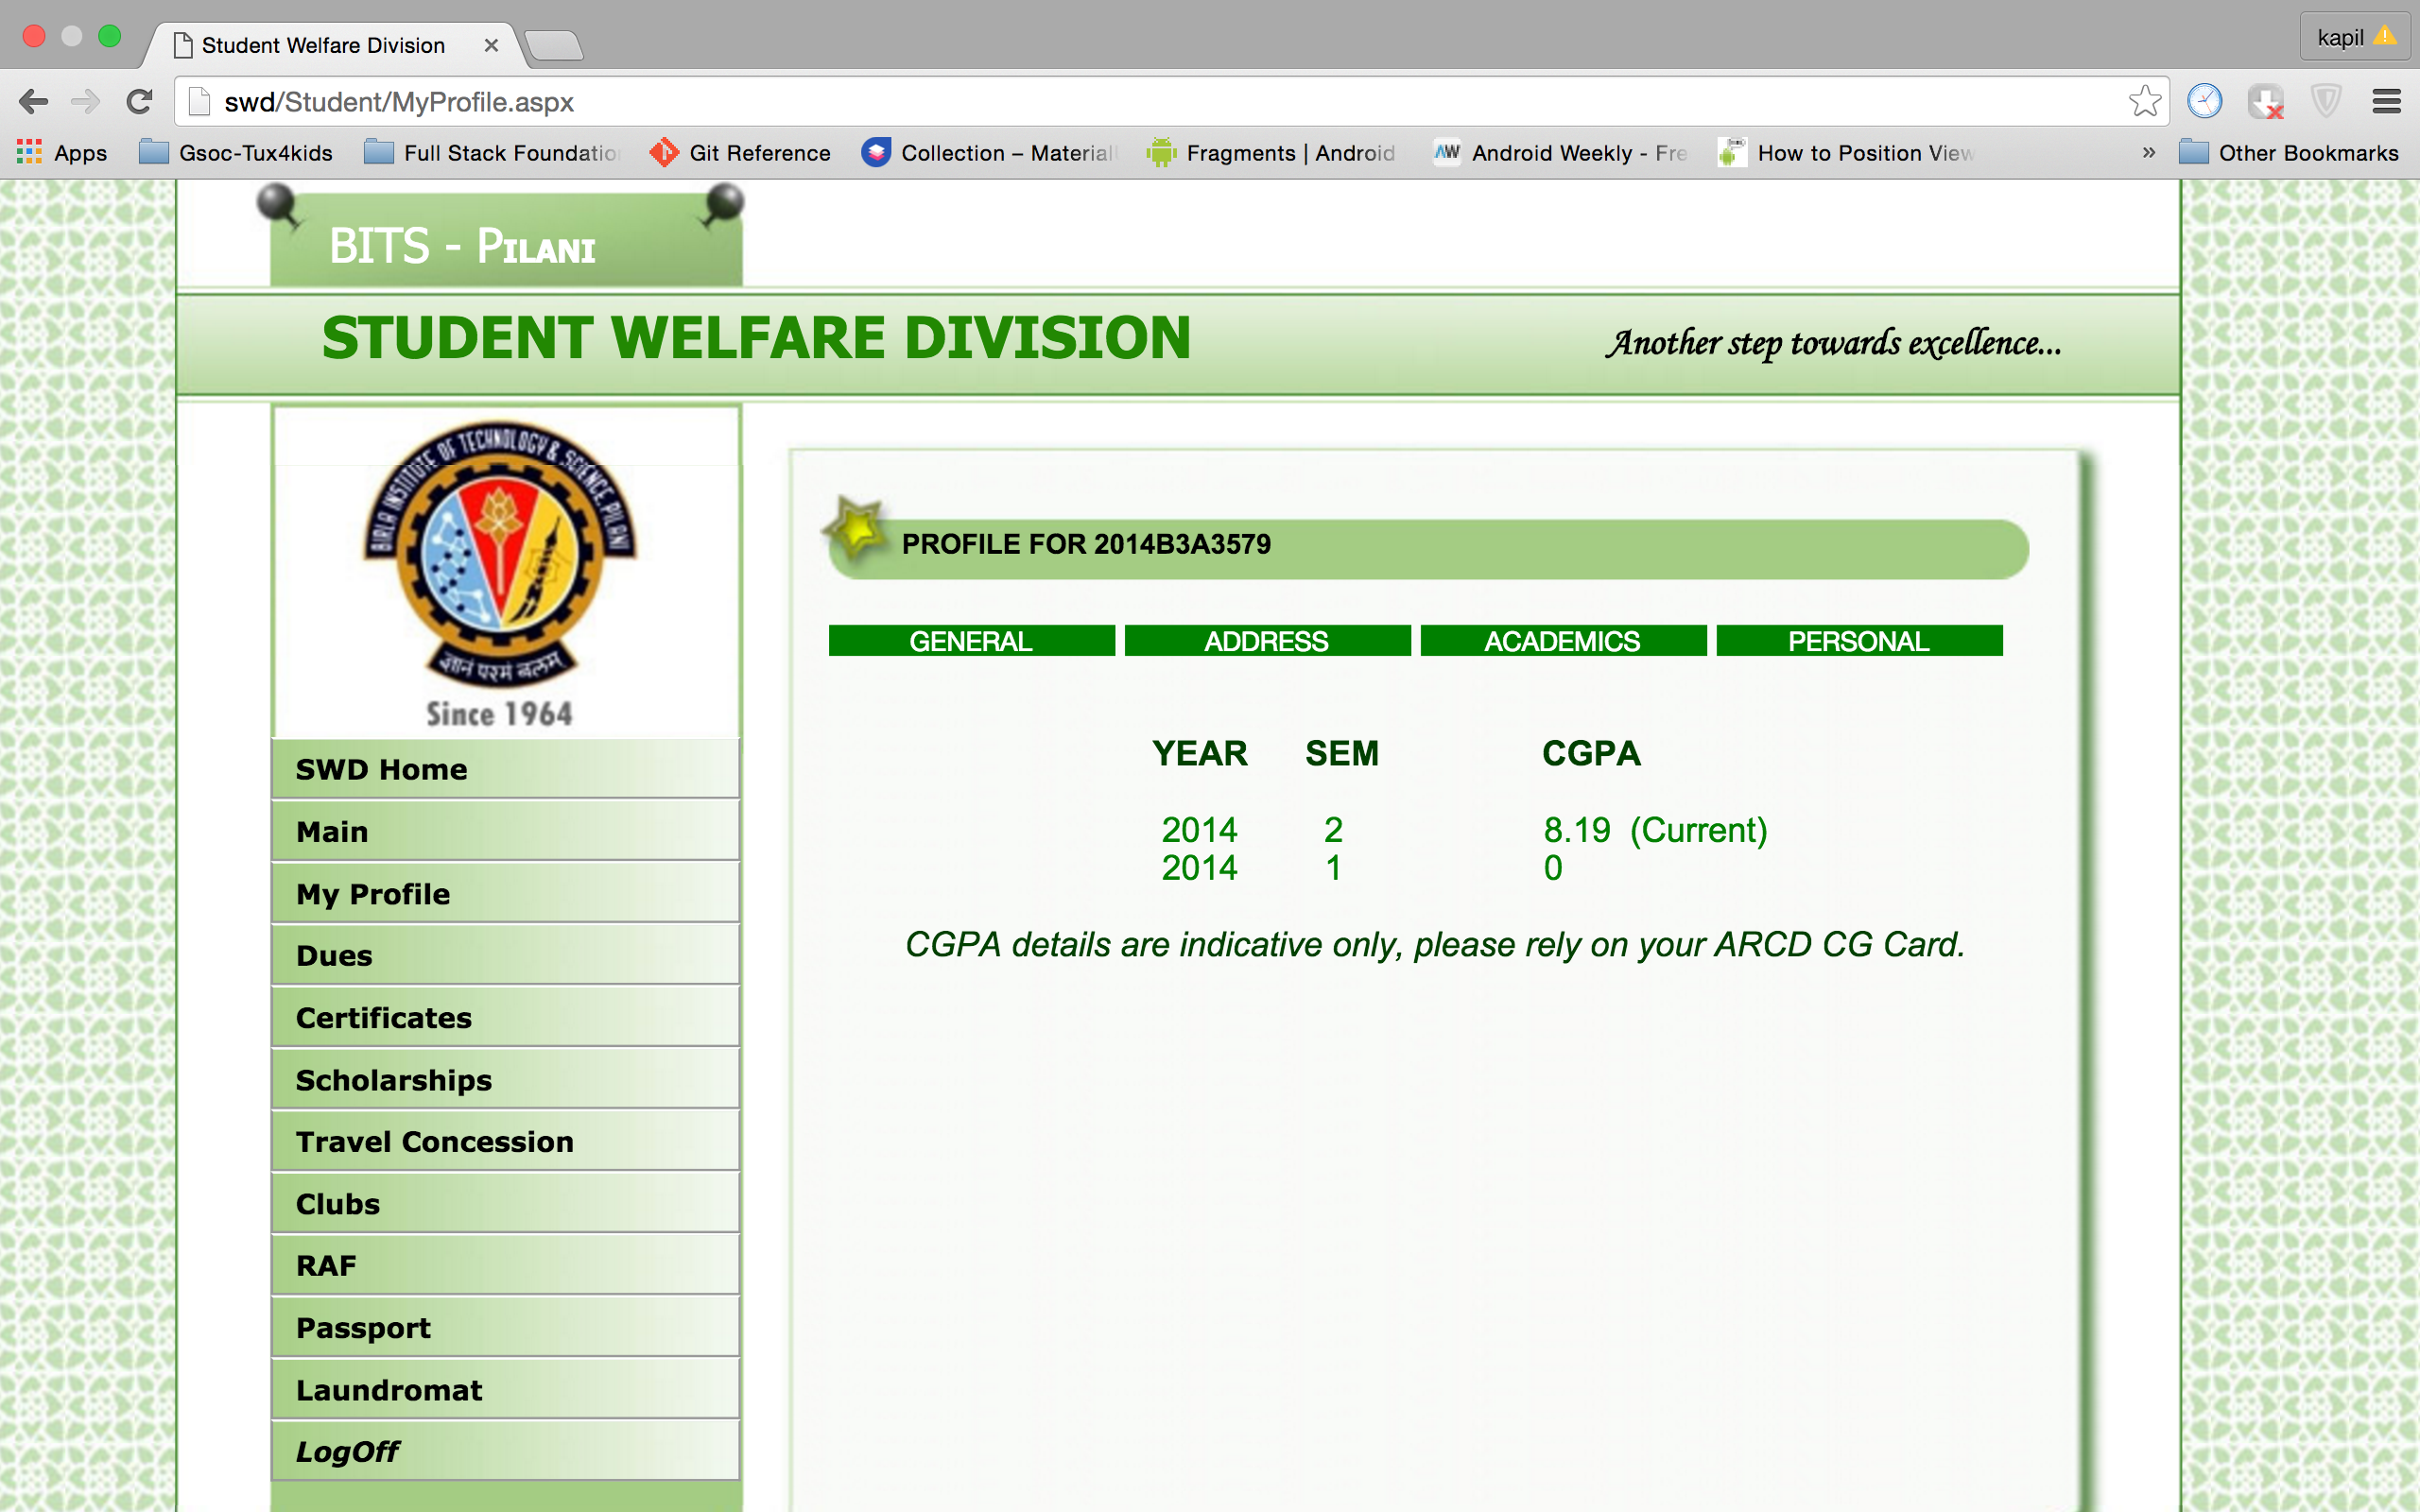 Student Welfare Division
kapil
swd/Student/MyProfile.aspx
Apps Gsoc-Tux4kids Full Stack Foundatio Git Reference Collection – Material Fragments | Android Android Weekly - Fre How to Position View » Other Bookmarks
BITS - PILANI
STUDENT WELFARE DIVISION
Another step towards excellence...
BIRLA INSTITUTE OF TECHNOLOGY & SCIENCE, PILANI
ज्ञानं परमं बलम्
Since 1964
SWD Home
Main
My Profile
Dues
Certificates
Scholarships
Travel Concession
Clubs
RAF
Passport
Laundromat
LogOff
PROFILE FOR 2014B3A3579
GENERAL ADDRESS ACADEMICS PERSONAL
YEAR SEM CGPA
2014 2 8.19 (Current)
2014 1 0
CGPA details are indicative only, please rely on your ARCD CG Card.